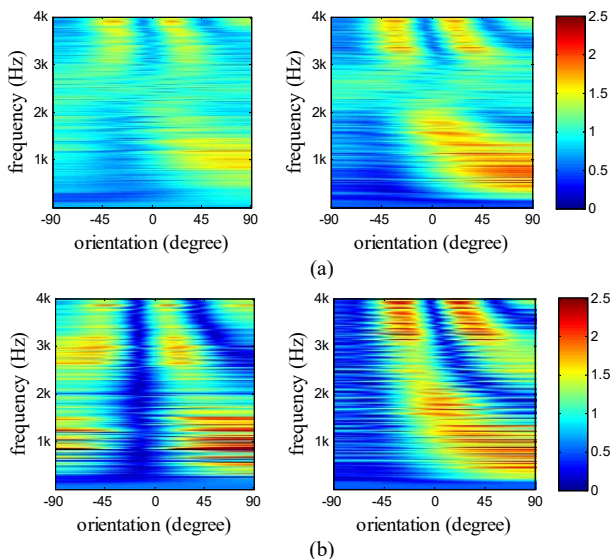 4k
3k
2k
1k
frequency (Hz)
-90 -45 0 45 90
orientation (degree)
4k
3k
2k
1k
frequency (Hz)
-90 -45 0 45 90
orientation (degree)
2.5
2
1.5
1
0.5
0
(a)
4k
3k
2k
1k
frequency (Hz)
-90 -45 0 45 90
orientation (degree)
4k
3k
2k
1k
frequency (Hz)
-90 -45 0 45 90
orientation (degree)
2.5
2
1.5
1
0.5
0
(b)